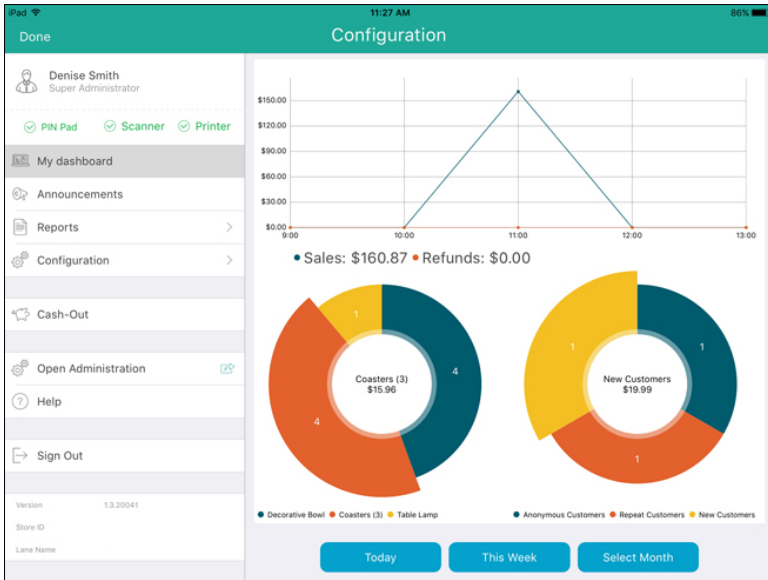 iPad 11:27 AM 86%
Done Configuration
Denise Smith
Super Administrator
PIN Pad Scanner Printer
My dashboard
Announcements
Reports
Configuration
Cash-Out
Open Administration
Help
Sign Out
Version 1.3.20041
Store ID
Lane Name
$150.00
$120.00
$90.00
$60.00
$30.00
$0.00
9:00 10:00 11:00 12:00 13:00
Sales: $160.87 Refunds: $0.00
1
4
4
Coasters (3)
$15.96
Decorative Bowl Coasters (3) Table Lamp
1
1
1
New Customers
$19.99
Anonymous Customers Repeat Customers New Customers
Today This Week Select Month